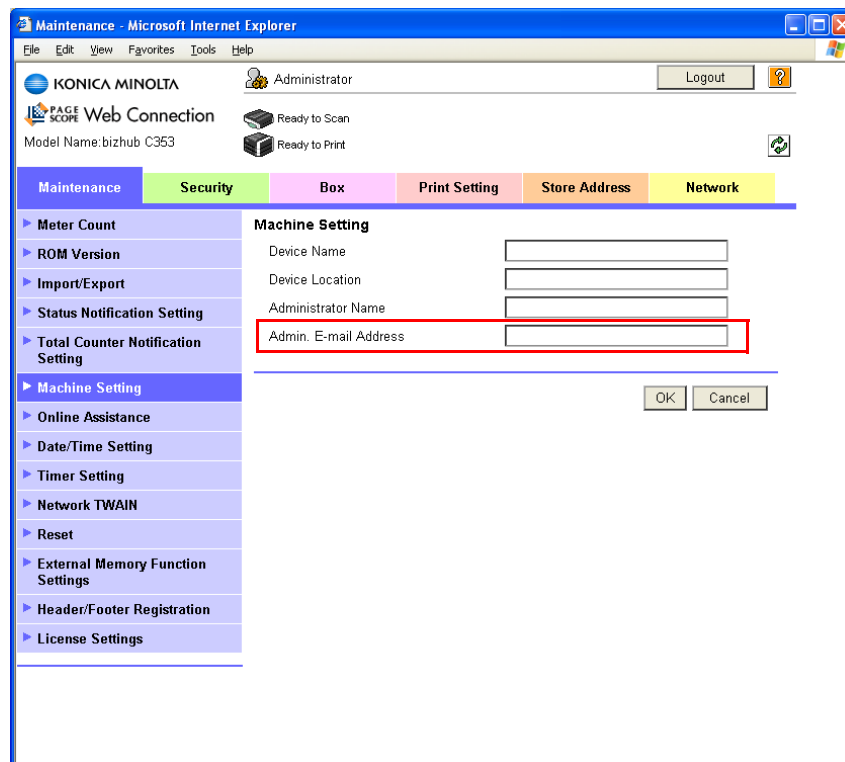 Maintenance - Microsoft Internet Explorer
File Edit View Favorites Tools Help
KONICA MINOLTA
Administrator
Logout
?
PAGE SCOPE Web Connection
Ready to Scan
Model Name:bizhub C353
Ready to Print
Maintenance Security Box Print Setting Store Address Network
Meter Count
ROM Version
Import/Export
Status Notification Setting
Total Counter Notification
Setting
Machine Setting
Online Assistance
Date/Time Setting
Timer Setting
Network TWAIN
Reset
External Memory Function
Settings
Header/Footer Registration
License Settings
Machine Setting
Device Name
Device Location
Administrator Name
Admin. E-mail Address
OK Cancel